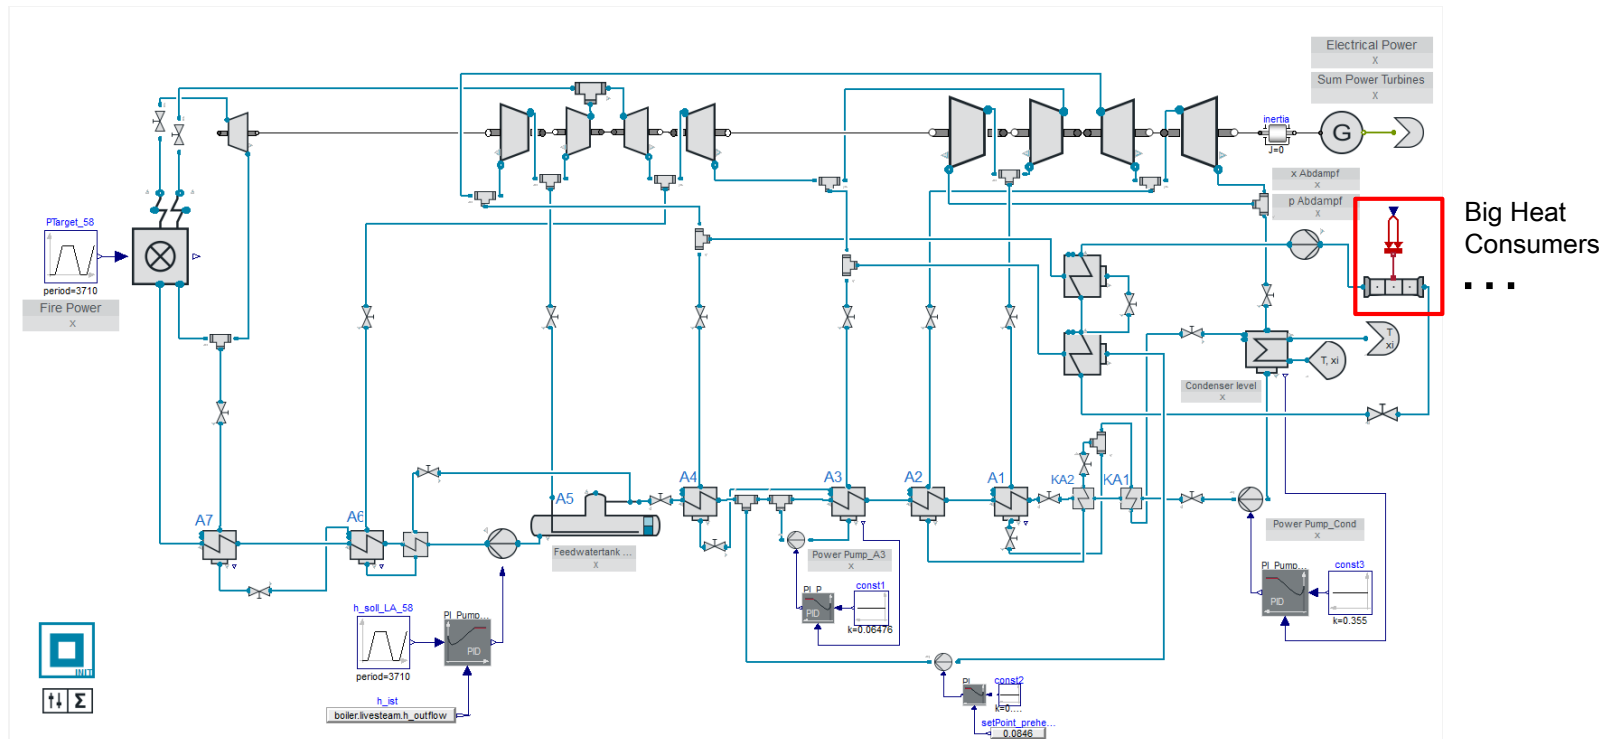 Electrical Power
x
Sum Power Turbines
x
inertia
J=0
G
x Abdampf
x
p Abdampf
x
Big Heat
Consumers
. . .
PTarget_58
period=3710
Fire Power
x
T
xi
T, xi
Condenser level
x
A7
A6
A5
A4
A3
A2
A1
KA2
KA1
Feedwatertank ...
x
Power Pump_A3
x
Power Pump_Cond
x
h_soll_LA_58
period=3710
PI_Pump...
PID
h_ist
boiler.livesteam.h_outflow
PI_P...
PID
const1
k=0.06476
PI_Pump...
PID
const3
k=0.355
PI...
const2
k=0....
setPoint_prehe...
0.0846
INIT
Σ